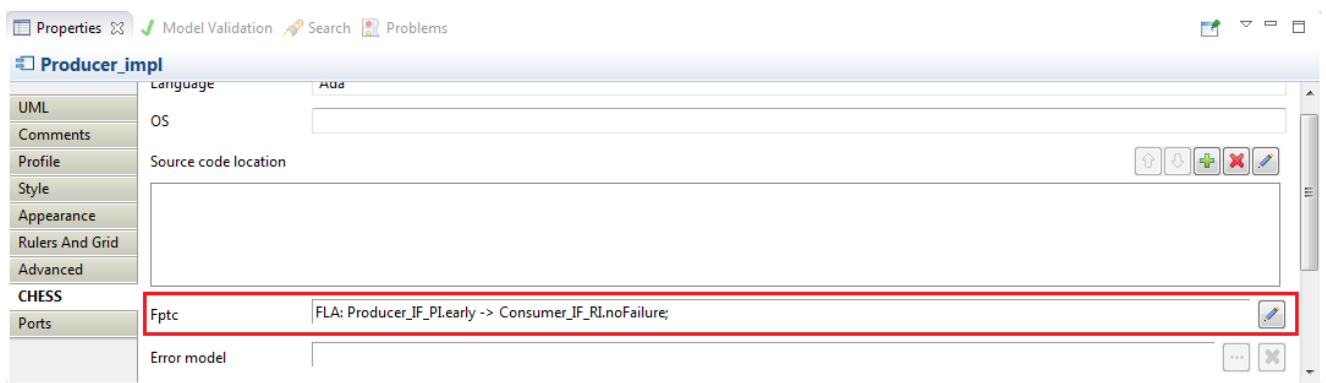 Properties Model Validation Search Problems
Producer_impl
Language Ada
UML
OS
Comments
Profile
Source code location
Style
Appearance
Rulers And Grid
Advanced
CHESS
Fptc FLA: Producer_IF_PI.early -> Consumer_IF_RI.noFailure;
Ports
Error model